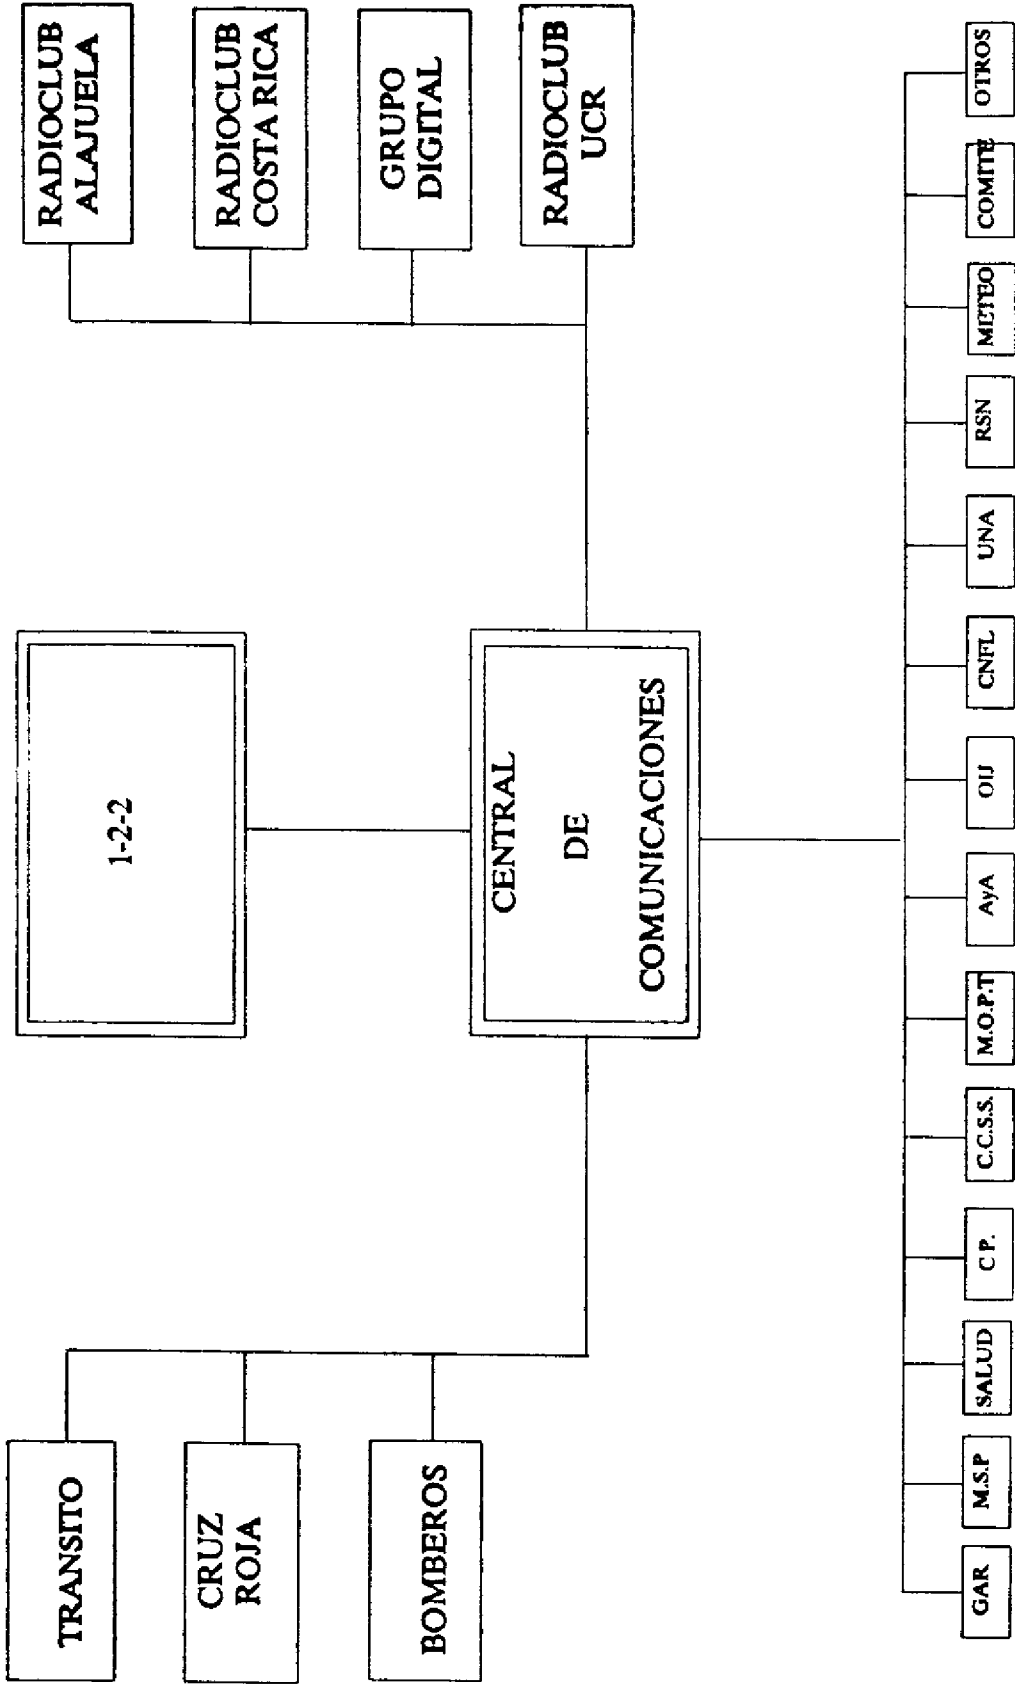 TRANSITO
CRUZ
ROJA
BOMBEROS
1-2-2
CENTRAL
DE
COMUNICACIONES
RADIOCLUB
ALAJUELA
RADIOCLUB
COSTA RICA
GRUPO
DIGITAL
RADIOCLUB
UCR
GAR
M.S.P
SALUD
C P.
C.C.S.S.
M.O.P.T
AyA
OIJ
CNFL
UNA
RSN
METEO
COMITE
OTROS